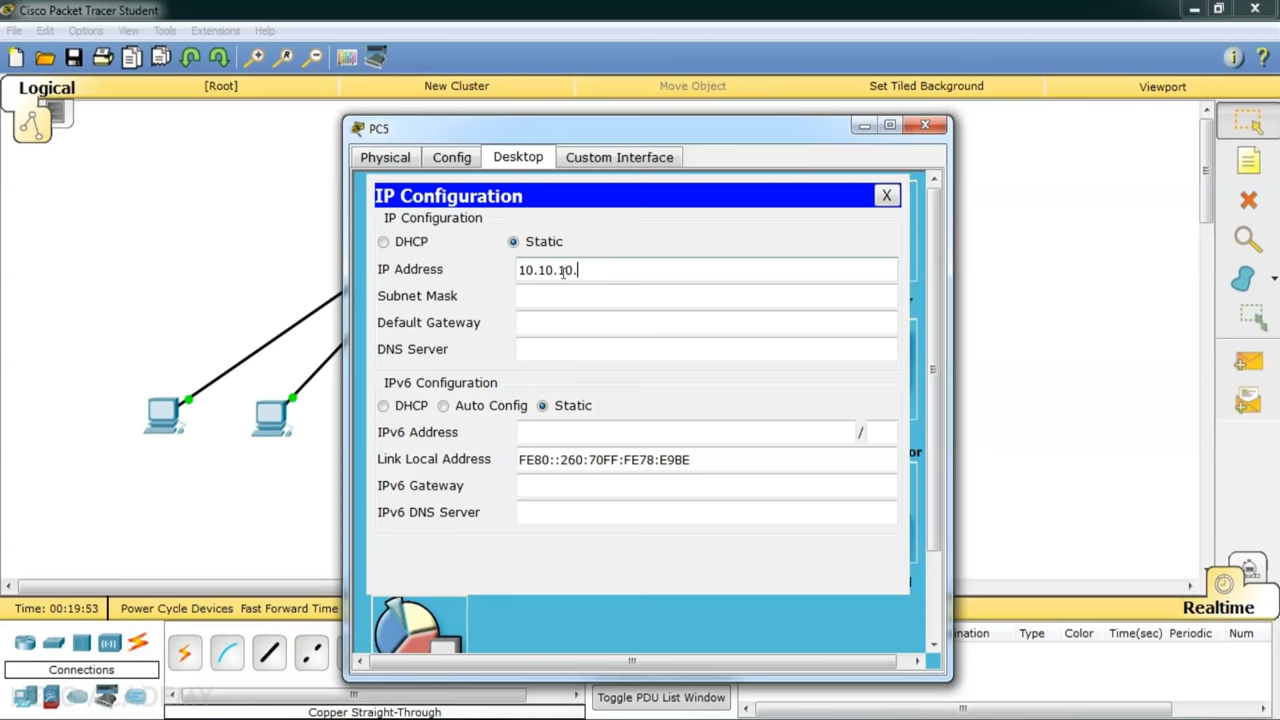 Cisco Packet Tracer Student
File Edit Options View Tools Extensions Help
Logical [Root] New Cluster Move Object Set Tiled Background Viewport
PC5
Physical Config Desktop Custom Interface
IP Configuration X
IP Configuration
DHCP Static
IP Address 10.10.10.
Subnet Mask
Default Gateway
DNS Server
IPv6 Configuration
DHCP Auto Config Static
IPv6 Address /
Link Local Address FE80::260:70FF:FE78:E9BE
IPv6 Gateway
IPv6 DNS Server
or
Time: 00:19:53 Power Cycle Devices Fast Forward Time
Realtime
Connections
Copper Straight-Through
Toggle PDU List Window
ination Type Color Time(sec) Periodic Num